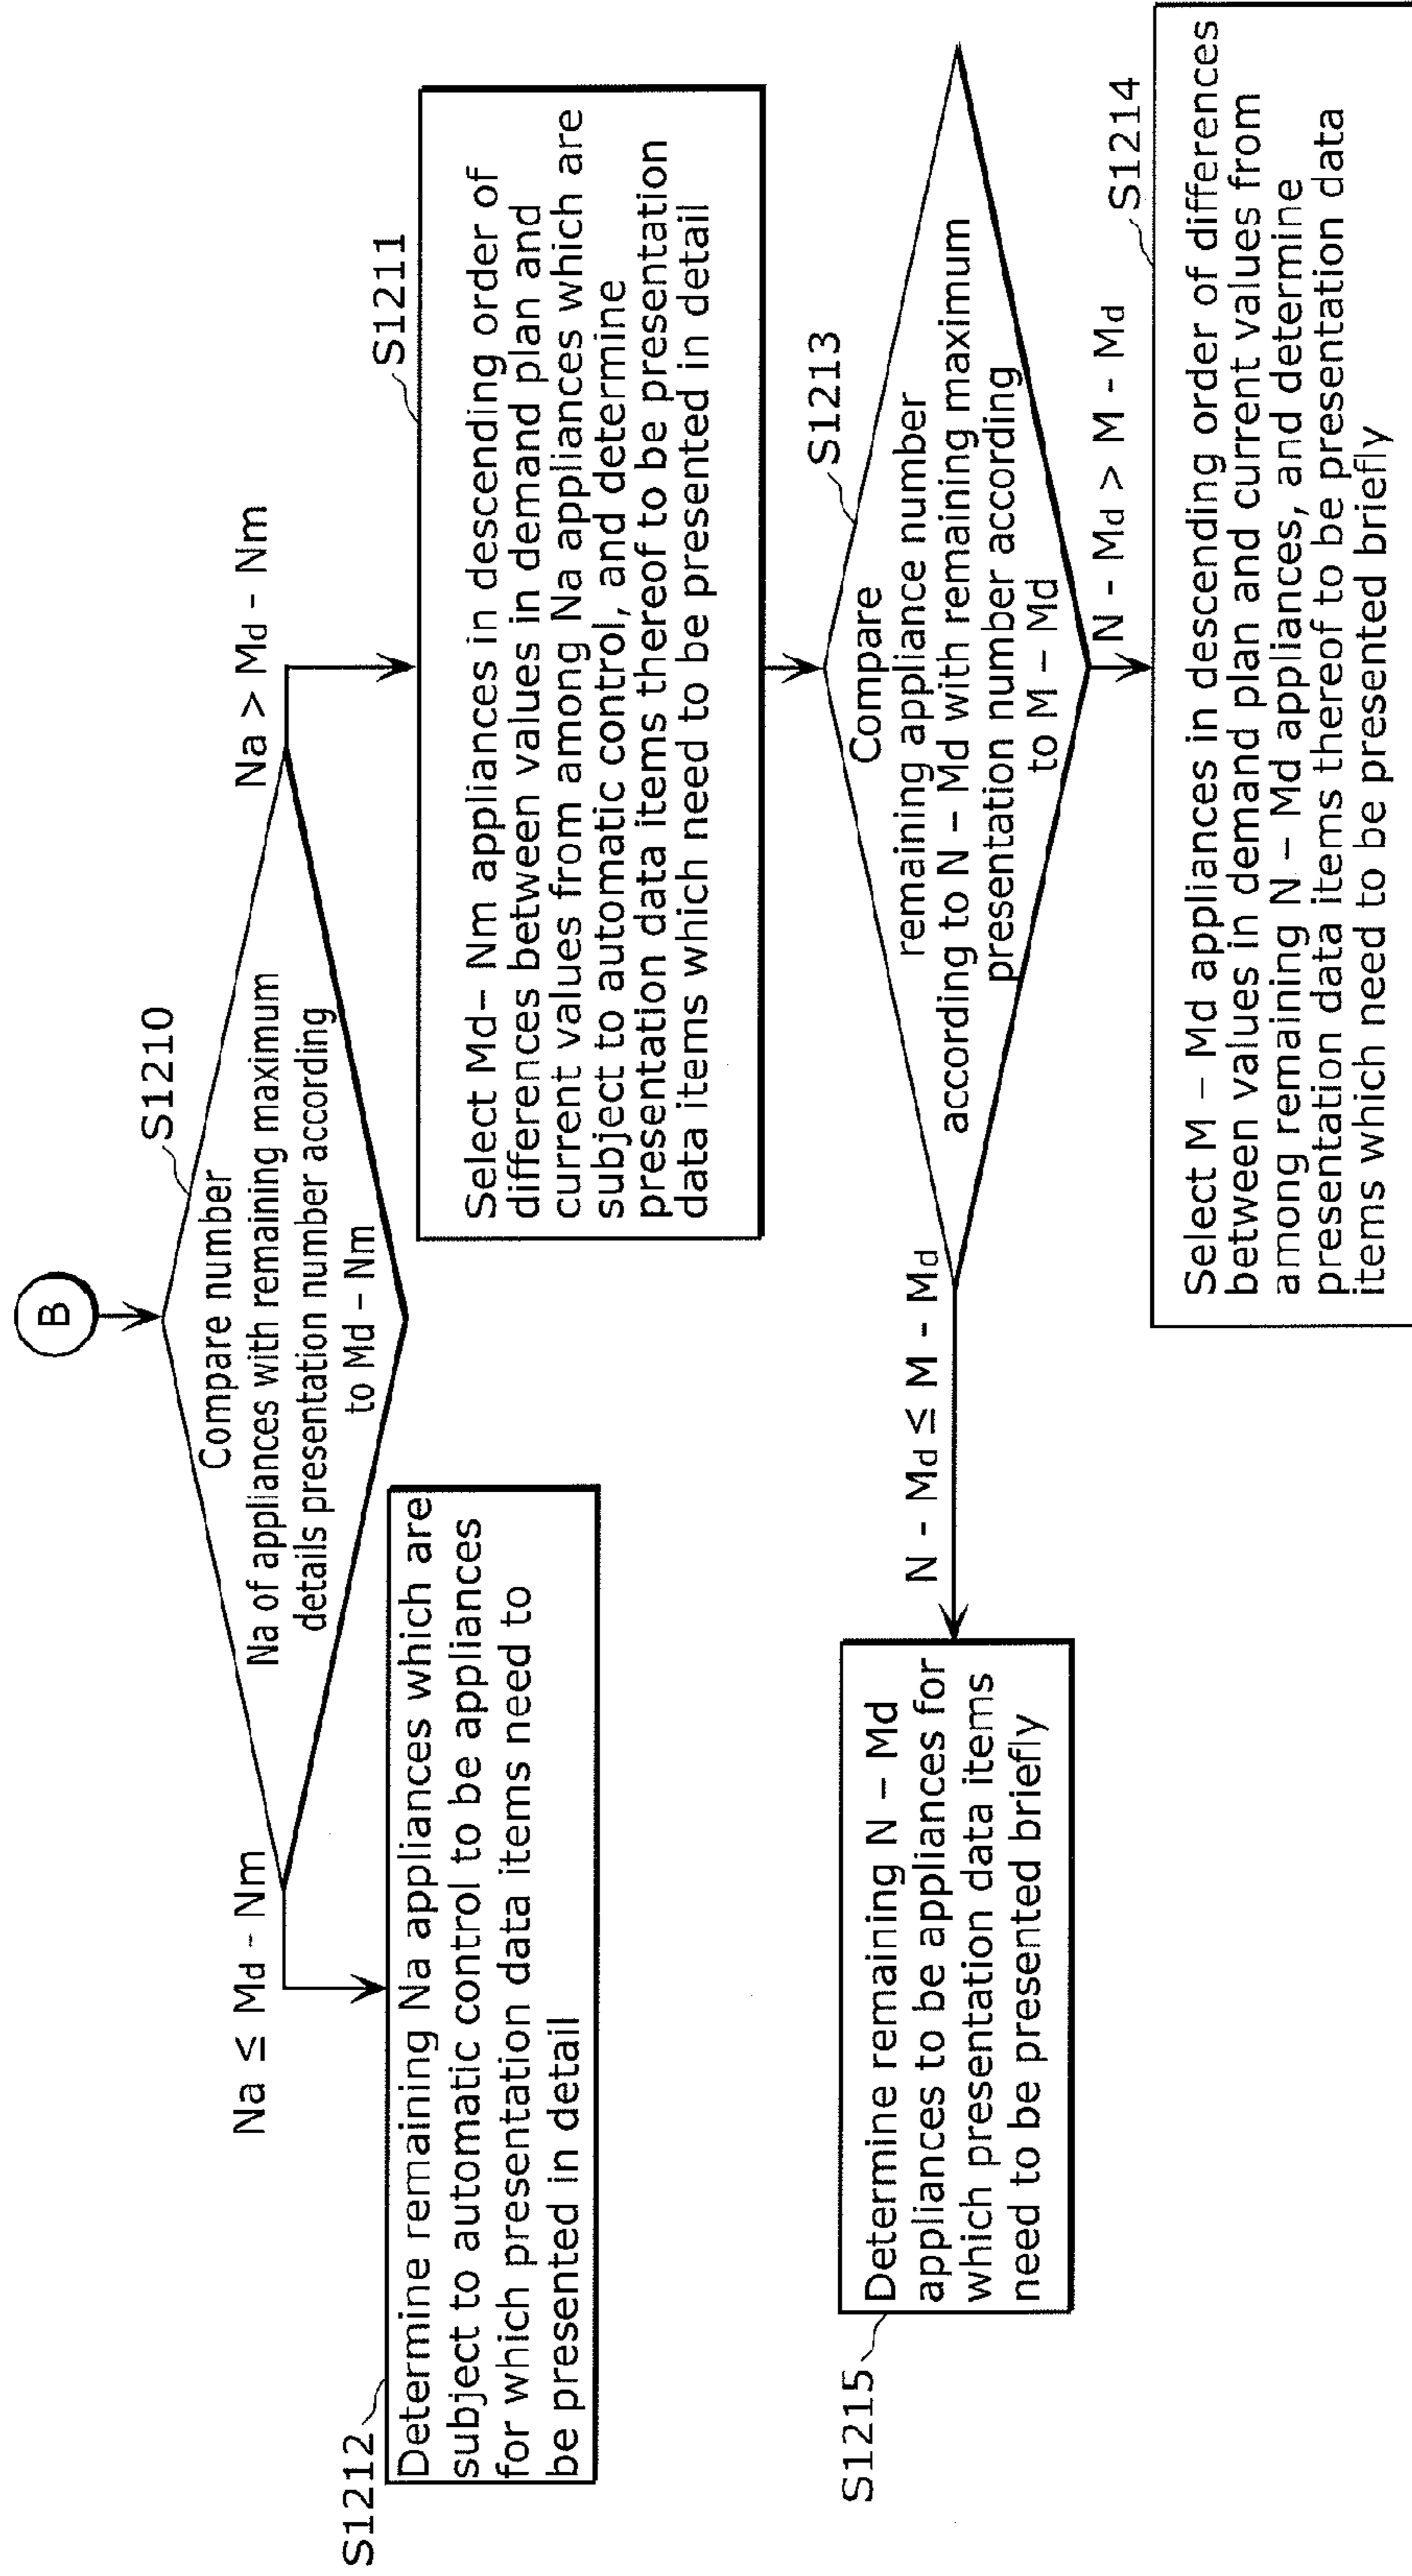 B
S1210
Compare number
Na of appliances with remaining maximum
details presentation number according
to Md - Nm
Na ≤ Md - Nm
Na > Md - Nm
S1212
Determine remaining Na appliances which are
subject to automatic control to be appliances
for which presentation data items need to
be presented in detail
S1211
Select Md- Nm appliances in descending order of
differences between values in demand plan and
current values from among Na appliances which are
subject to automatic control, and determine
presentation data items thereof to be presentation
data items which need to be presented in detail
S1213
Compare
remaining appliance number
according to N - Md with remaining maximum
presentation number according
to M - Md
N - Md ≤ M - Md
N - Md > M - Md
S1215
Determine remaining N - Md
appliances to be appliances for
which presentation data items
need to be presented briefly
S1214
Select M - Md appliances in descending order of differences
between values in demand plan and current values from
among remaining N - Md appliances, and determine
presentation data items thereof to be presentation data
items which need to be presented briefly